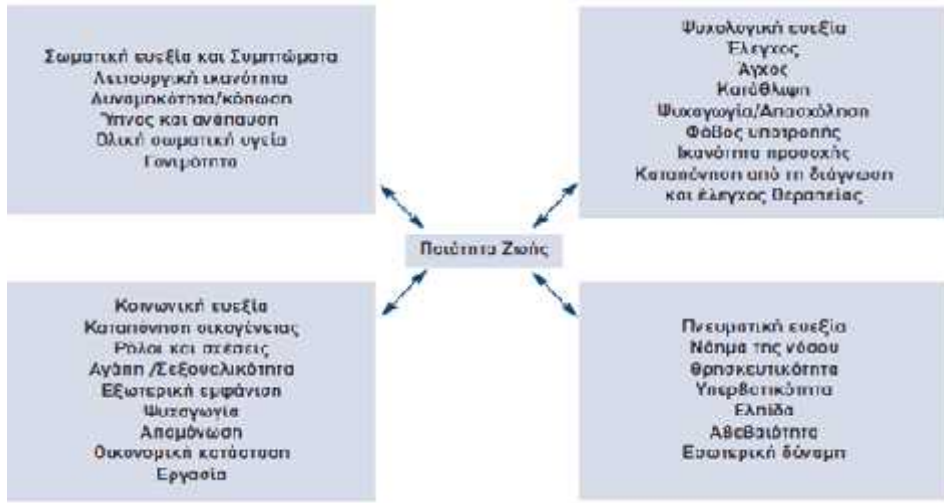 Σωματική ευεξία και Συμπτώματα
Λειτουργική ικανότητα
Δυναμικότητα/κόπωση
Ύπνος και ανάπαυση
Ολική σωματική υγεία
Γονιμότητα
Ψυχολογική ευεξία
Έλεγχος
Άγχος
Κατάθλιψη
Ψυχαγωγία/Απασχόληση
Φόβος υποτροπής
Ικανότητα προσοχής
Καταπόνηση από τη διάγνωση
και έλεγχος θεραπείας
Ποιότητα Ζωής
Κοινωνική ευεξία
Καταπόνηση οικογένειας
Ρόλοι και σχέσεις
Αγάπη /Σεξουαλικότητα
Εξωτερική εμφάνιση
Ψυχαγωγία
Απομόνωση
Οικονομική κατάσταση
Εργασία
Πνευματική ευεξία
Νόημα της νόσου
Θρησκευτικότητα
Υπερβατικότητα
Ελπίδα
Αβεβαιότητα
Εσωτερική δύναμη